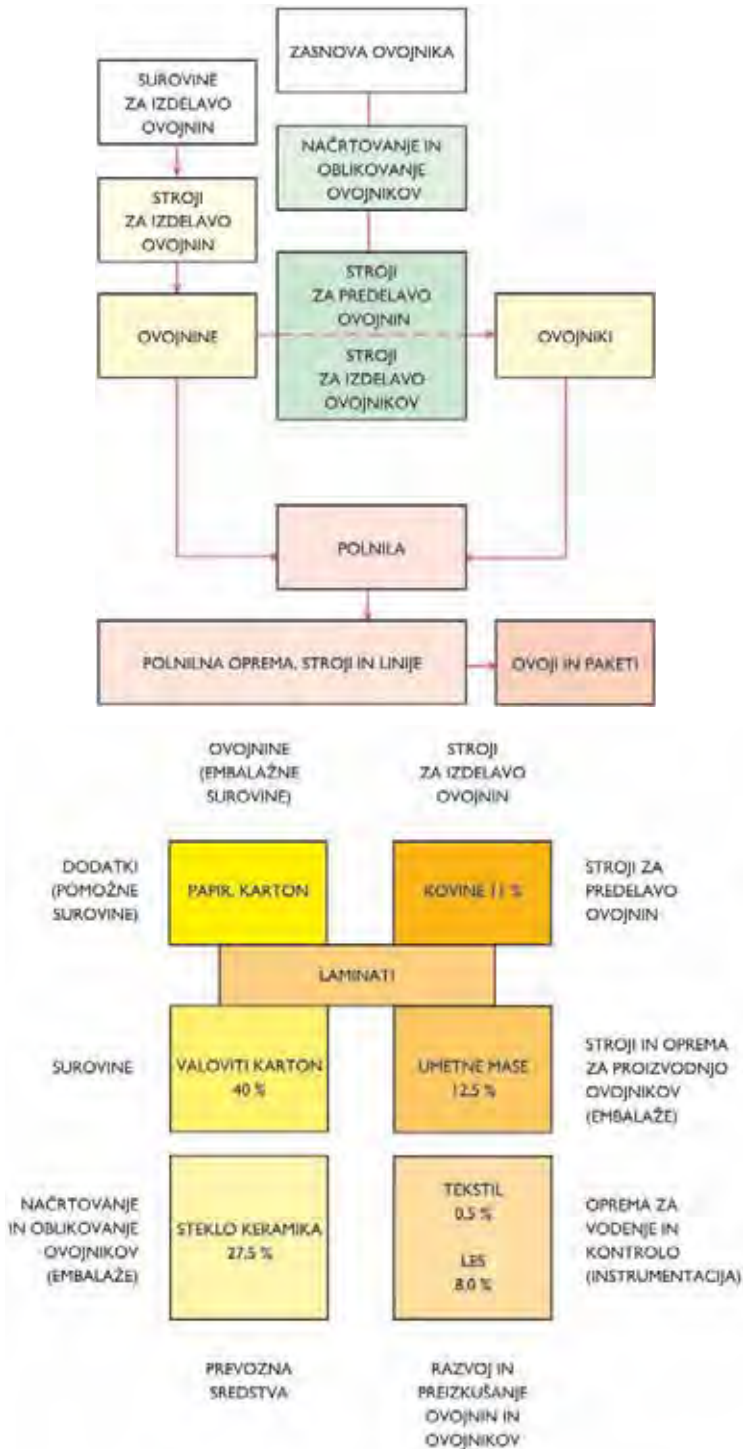 ZASNOVA OVOJNIKA
SUROVINE
ZA IZDELAVO
OVOJNIN
NAČRTOVANJE IN
OBLIKOVANJE
OVOJNIKOV
STROJI
ZA IZDELAVO
OVOJNIN
STROJI
ZA PREDELAVO
OVOJNIN
OVOJNINE
OVOJNIKI
STROJI
ZA IZDELAVO
OVOJNIKOV
POLNILA
POLNILNA OPREMA, STROJI IN LINIJE
OVOJI IN PAKETI
OVOJNINE
(EMBALAŽNE
SUROVINE)
STROJI
ZA IZDELAVO
OVOJNIN
DODATKI
(POMOŽNE
SUROVINE)
PAPIR, KARTON
KOVINE 11 %
STROJI ZA
PREDELAVO
OVOJNIN
LAMINATI
SUROVINE
VALOVITI KARTON
40 %
UMETNE MASE
12.5 %
STROJI IN OPREMA
ZA PROIZVODNJO
OVOJNIKOV
(EMBALAŽE)
NAČRTOVANJE
IN OBLIKOVANJE
OVOJNIKOV
(EMBALAŽE)
STEKLO KERAMIKA
27,5 %
TEKSTIL
0,5 %
LES
8,0 %
OPREMA ZA
VODENJE IN
KONTROLO
(INSTRUMENTACIJA)
PREVOZNA
SREDSTVA
RAZVOJ IN
PREIZKUŠANJE
OVOJNIN IN
OVOJNIKOV